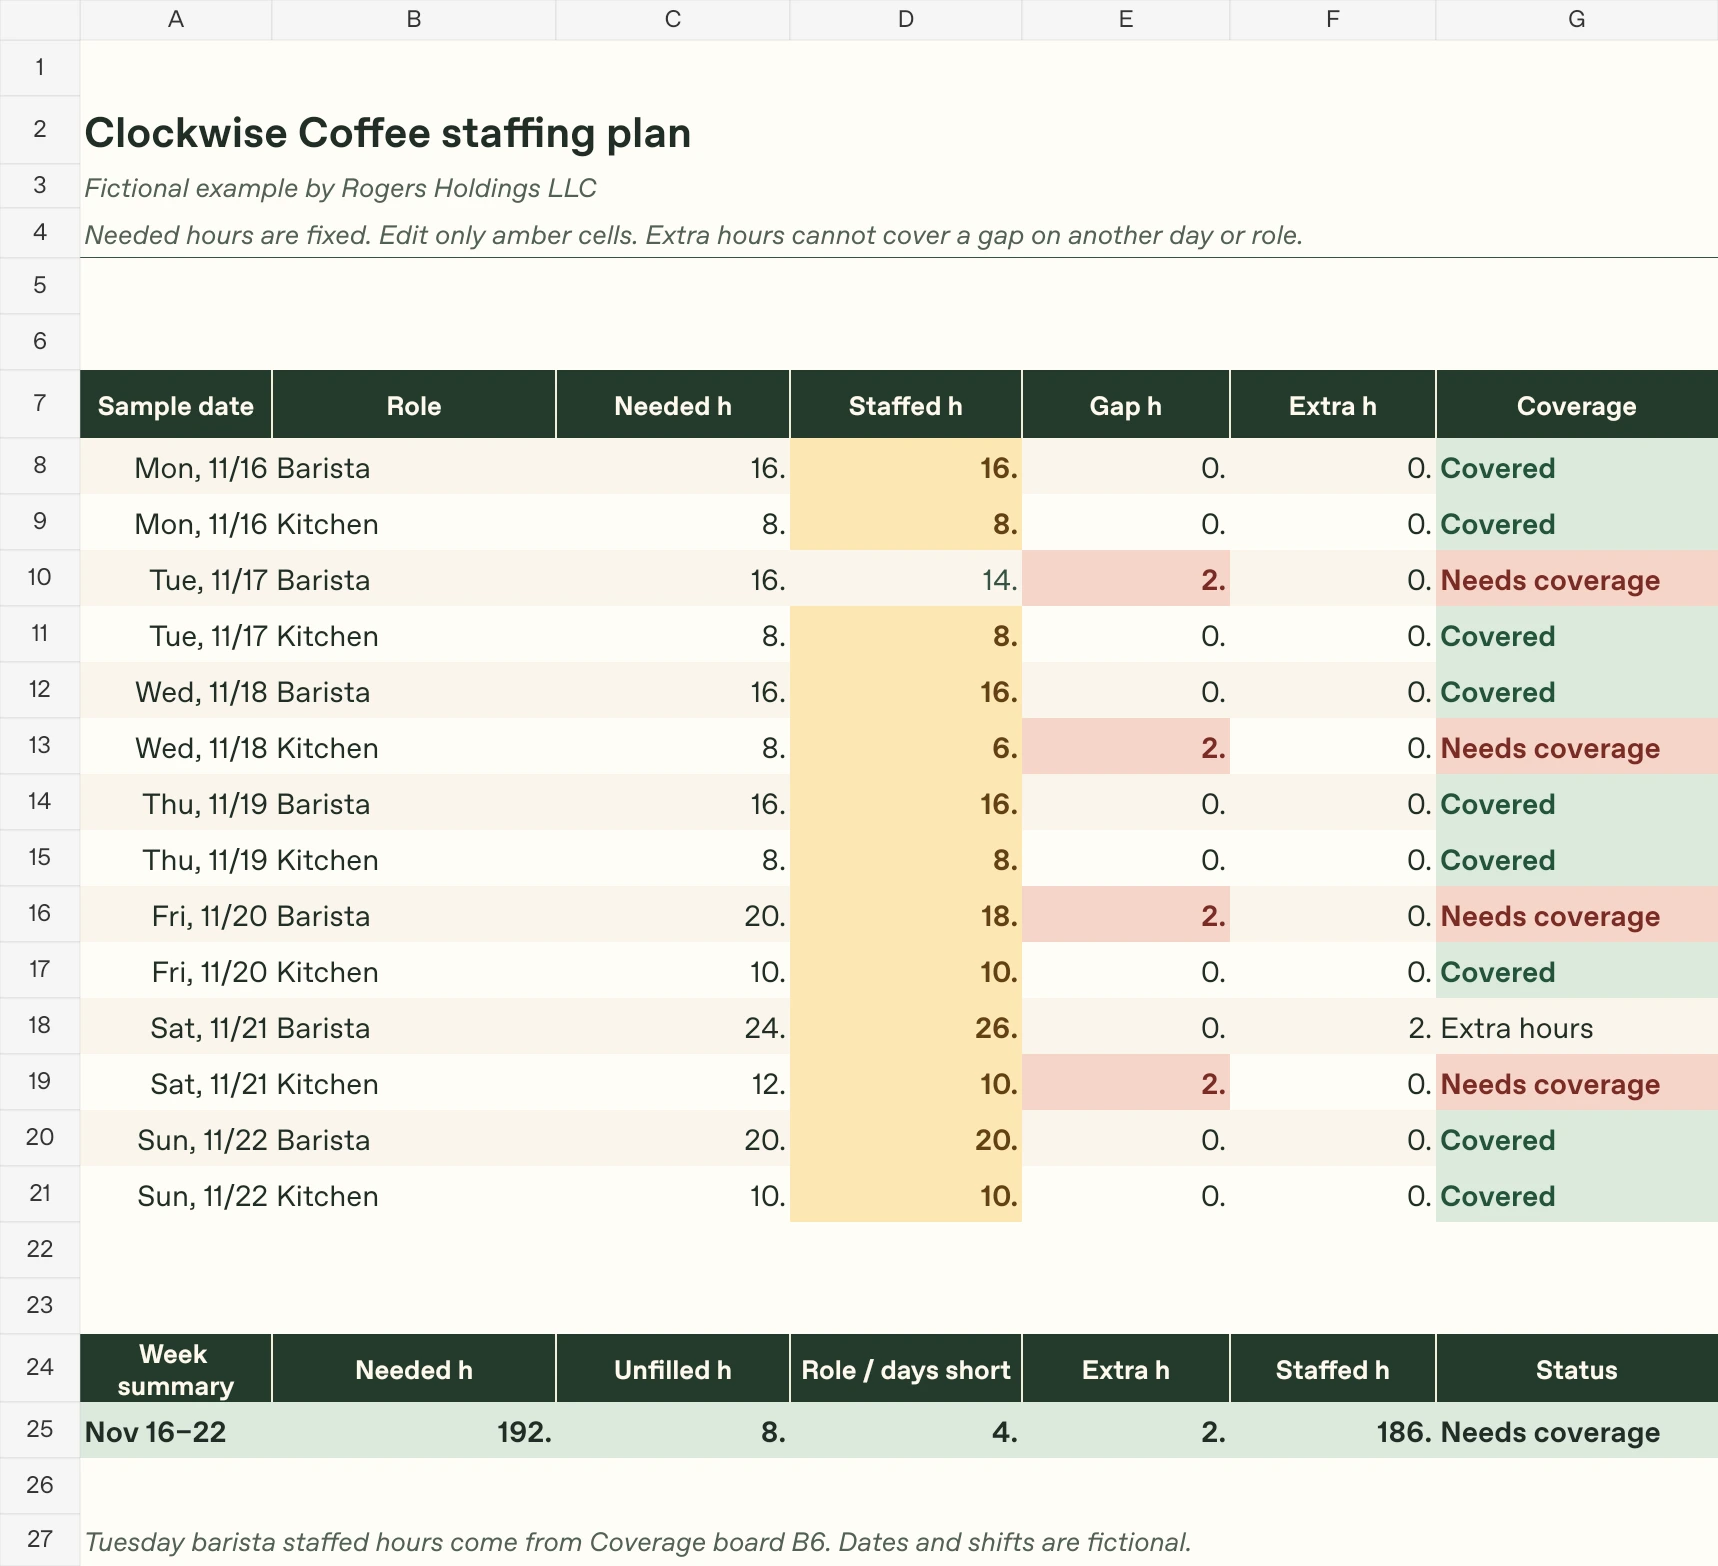 A B C D E F G
1
2 Clockwise Coffee staffing plan
3 Fictional example by Rogers Holdings LLC
4 Needed hours are fixed. Edit only amber cells. Extra hours cannot cover a gap on another day or role.
5
6
7 Sample date Role Needed h Staffed h Gap h Extra h Coverage
8 Mon, 11/16 Barista 16. 16. 0. 0. Covered
9 Mon, 11/16 Kitchen 8. 8. 0. 0. Covered
10 Tue, 11/17 Barista 16. 14. 2. 0. Needs coverage
11 Tue, 11/17 Kitchen 8. 8. 0. 0. Covered
12 Wed, 11/18 Barista 16. 16. 0. 0. Covered
13 Wed, 11/18 Kitchen 8. 6. 2. 0. Needs coverage
14 Thu, 11/19 Barista 16. 16. 0. 0. Covered
15 Thu, 11/19 Kitchen 8. 8. 0. 0. Covered
16 Fri, 11/20 Barista 20. 18. 2. 0. Needs coverage
17 Fri, 11/20 Kitchen 10. 10. 0. 0. Covered
18 Sat, 11/21 Barista 24. 26. 0. 2. Extra hours
19 Sat, 11/21 Kitchen 12. 10. 2. 0. Needs coverage
20 Sun, 11/22 Barista 20. 20. 0. 0. Covered
21 Sun, 11/22 Kitchen 10. 10. 0. 0. Covered
22
23
24 Week summary Needed h Unfilled h Role / days short Extra h Staffed h Status
25 Nov 16–22 192. 8. 4. 2. 186. Needs coverage
26
27 Tuesday barista staffed hours come from Coverage board B6. Dates and shifts are fictional.